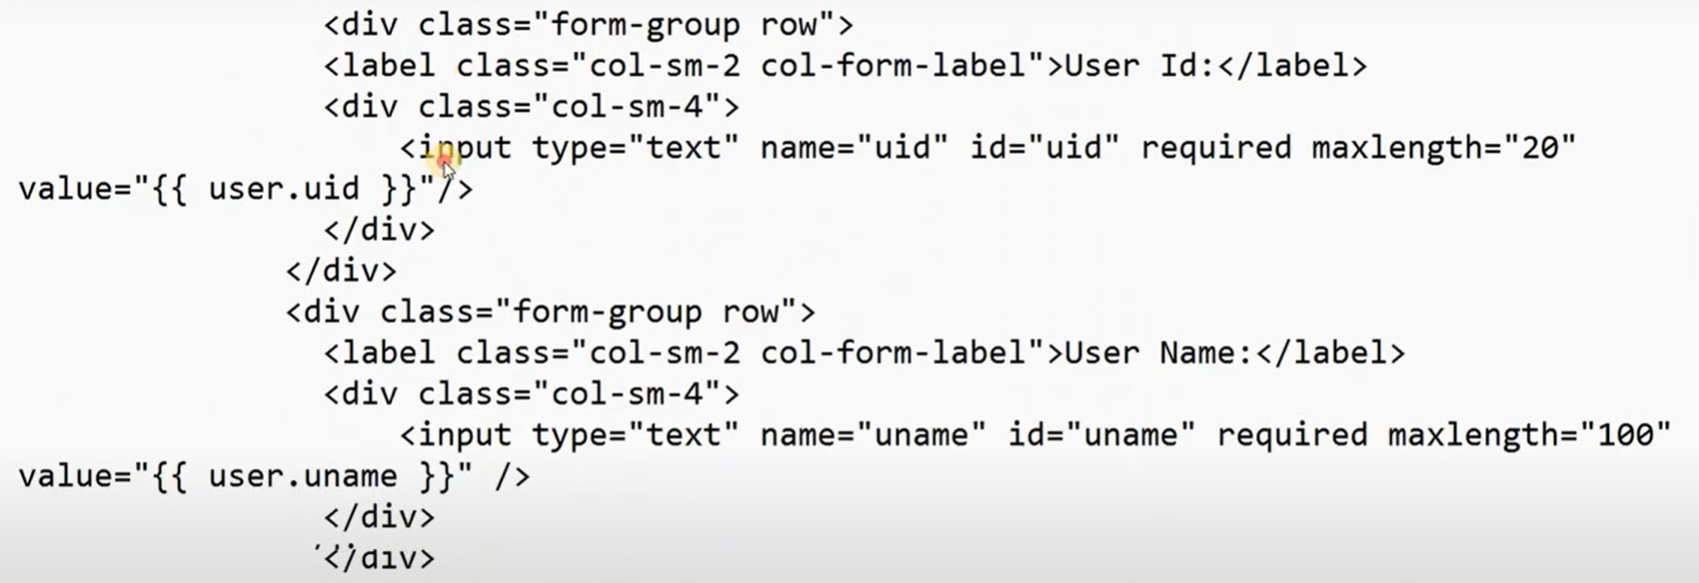 <div class="form-group row">
<label class="col-sm-2 col-form-label">User Id:</label>
<div class="col-sm-4">
<input type="text" name="uid" id="uid" required maxlength="20"
value="{{ user.uid }}"/>
</div>
</div>
<div class="form-group row">
<label class="col-sm-2 col-form-label">User Name:</label>
<div class="col-sm-4">
<input type="text" name="uname" id="uname" required maxlength="100"
value="{{ user.uname }}" />
</div>
</div>